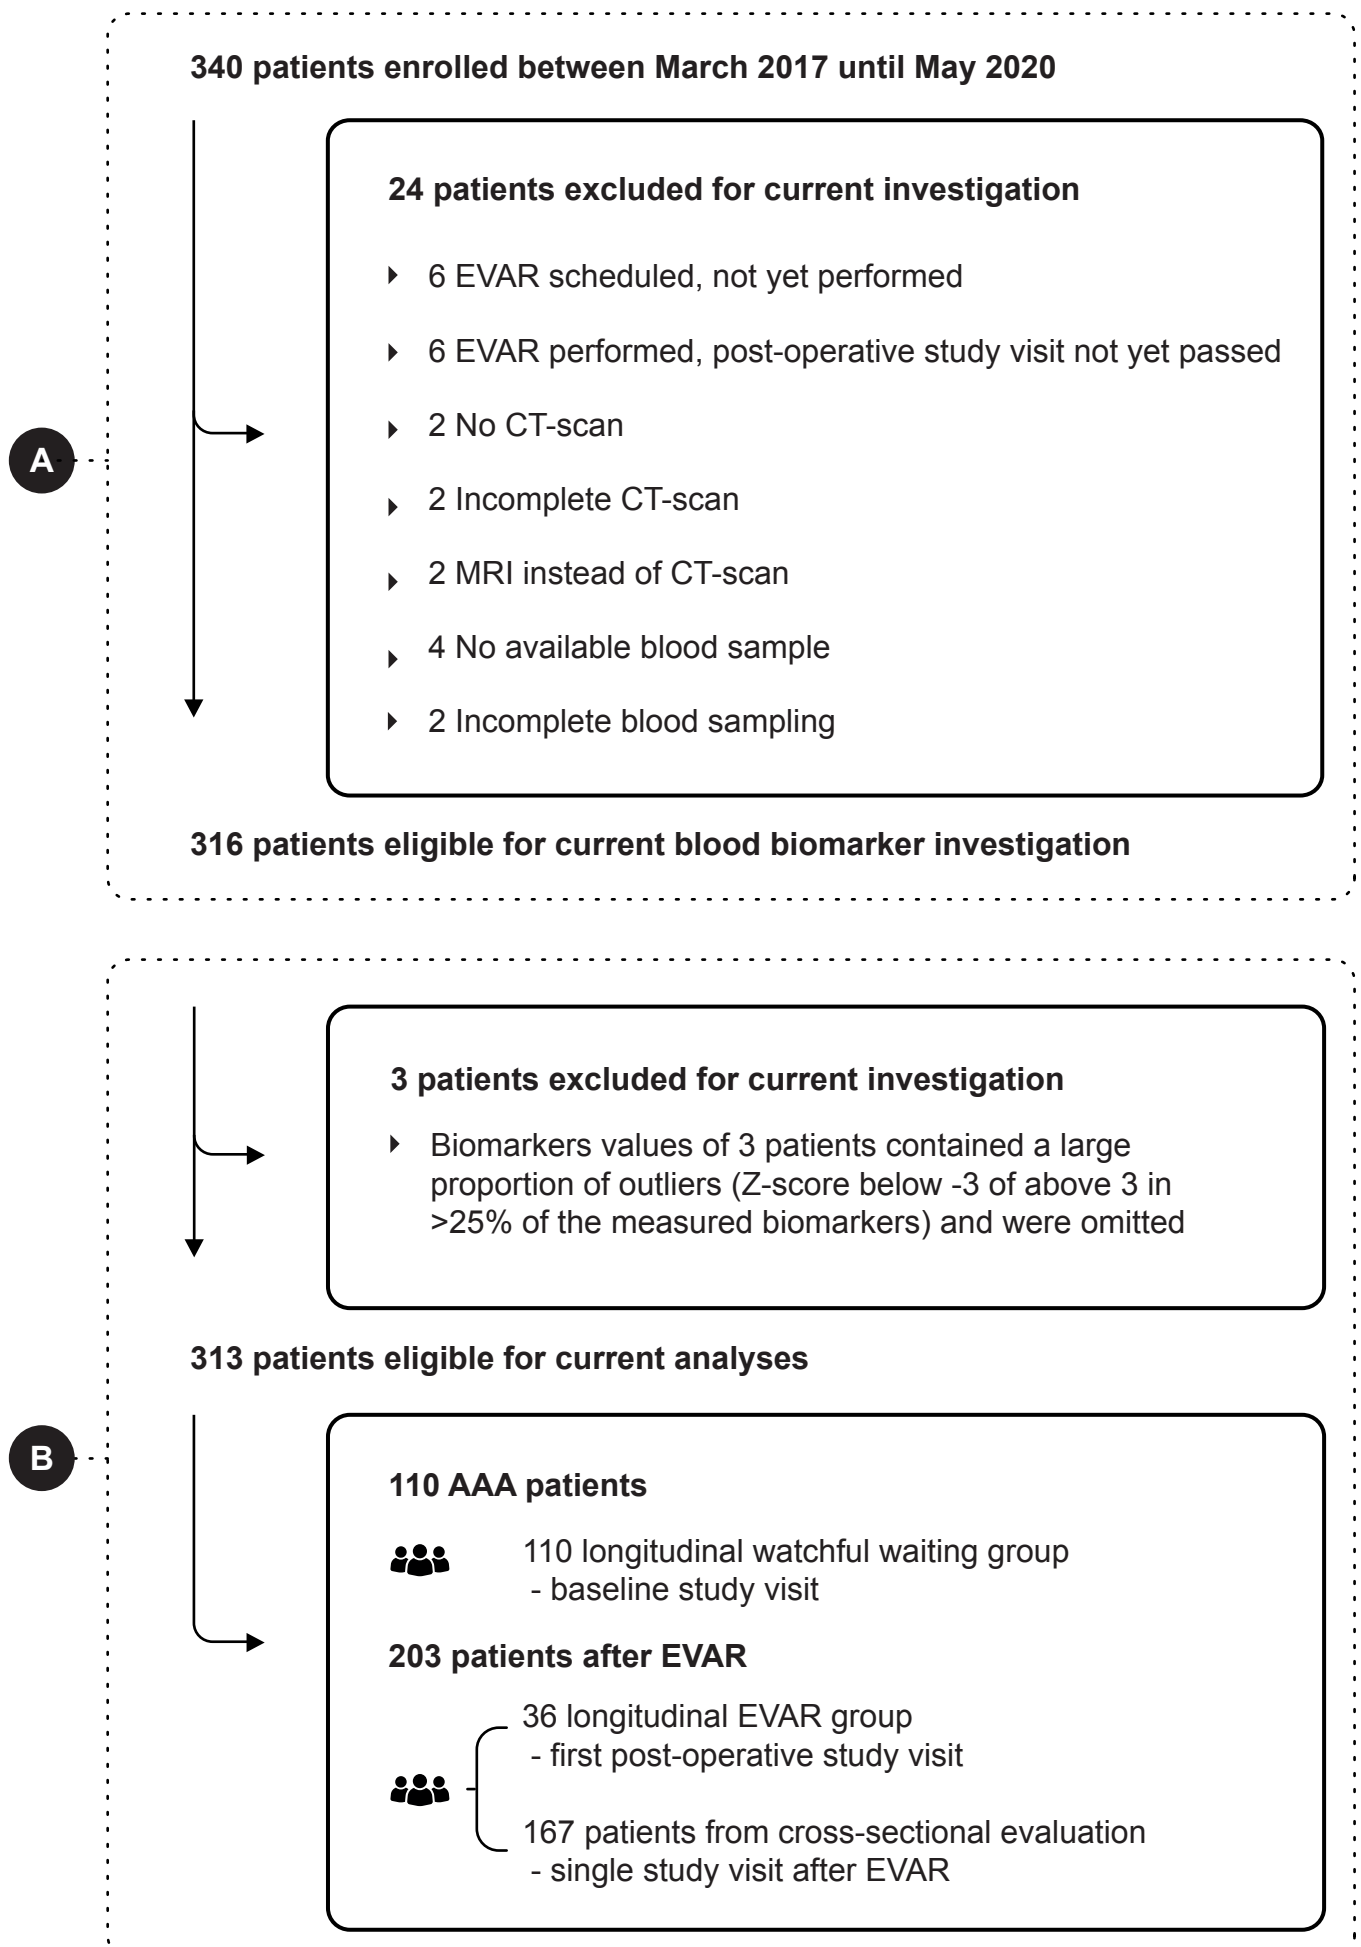 340 patients enrolled between March 2017 until May 2020
24 patients excluded for current investigation
6 EVAR scheduled, not yet performed
6 EVAR performed, post-operative study visit not yet passed
2 No CT-scan
A
2 Incomplete CT-scan
2 MRI instead of CT-scan
4 No available blood sample
2 Incomplete blood sampling
316 patients eligible for current blood biomarker investigation
3 patients excluded for current investigation
Biomarkers values of 3 patients contained a large
proportion of outliers (Z-score below -3 of above 3 in
>25% of the measured biomarkers) and were omitted
313 patients eligible for current analyses
B
110 AAA patients
110 longitudinal watchful waiting group
- baseline study visit
203 patients after EVAR
36 longitudinal EVAR group
- first post-operative study visit
167 patients from cross-sectional evaluation
- single study visit after EVAR